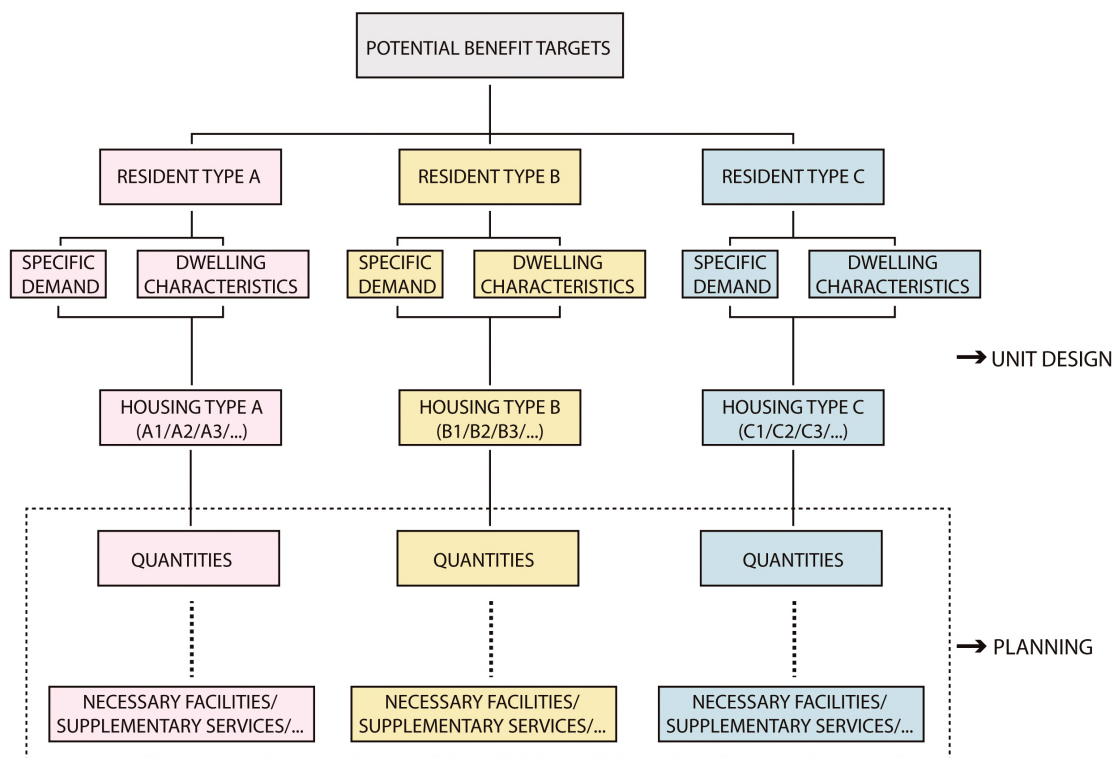 POTENTIAL BENEFIT TARGETS
RESIDENT TYPE A
RESIDENT TYPE B
RESIDENT TYPE C
SPECIFIC
DEMAND
DWELLING
CHARACTERISTICS
SPECIFIC
DEMAND
DWELLING
CHARACTERISTICS
SPECIFIC
DEMAND
DWELLING
CHARACTERISTICS
→ UNIT DESIGN
HOUSING TYPE A
(A1/A2/A3/...)
HOUSING TYPE B
(B1/B2/B3/...)
HOUSING TYPE C
(C1/C2/C3/...)
QUANTITIES
QUANTITIES
QUANTITIES
→ PLANNING
NECESSARY FACILITIES/
SUPPLEMENTARY SERVICES/...
NECESSARY FACILITIES/
SUPPLEMENTARY SERVICES/...
NECESSARY FACILITIES/
SUPPLEMENTARY SERVICES/...